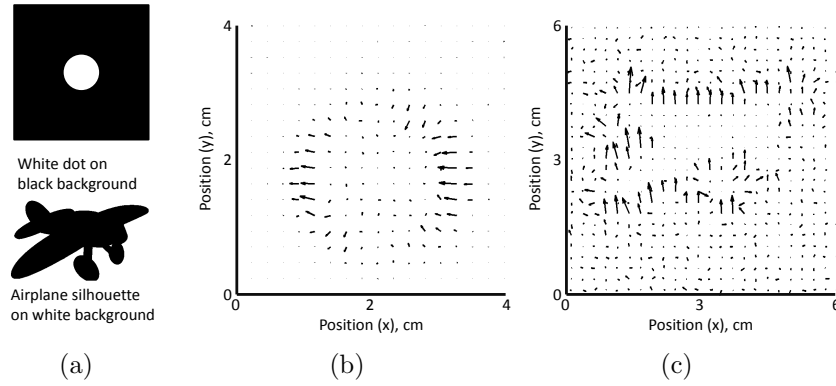 White dot on
black background
Airplane silhouette
on white background
(a)
Position (y), cm
4
2
0
0 2 4
Position (x), cm
(b)
Position (y), cm
6
3
0
0 3 6
Position (x), cm
(c)